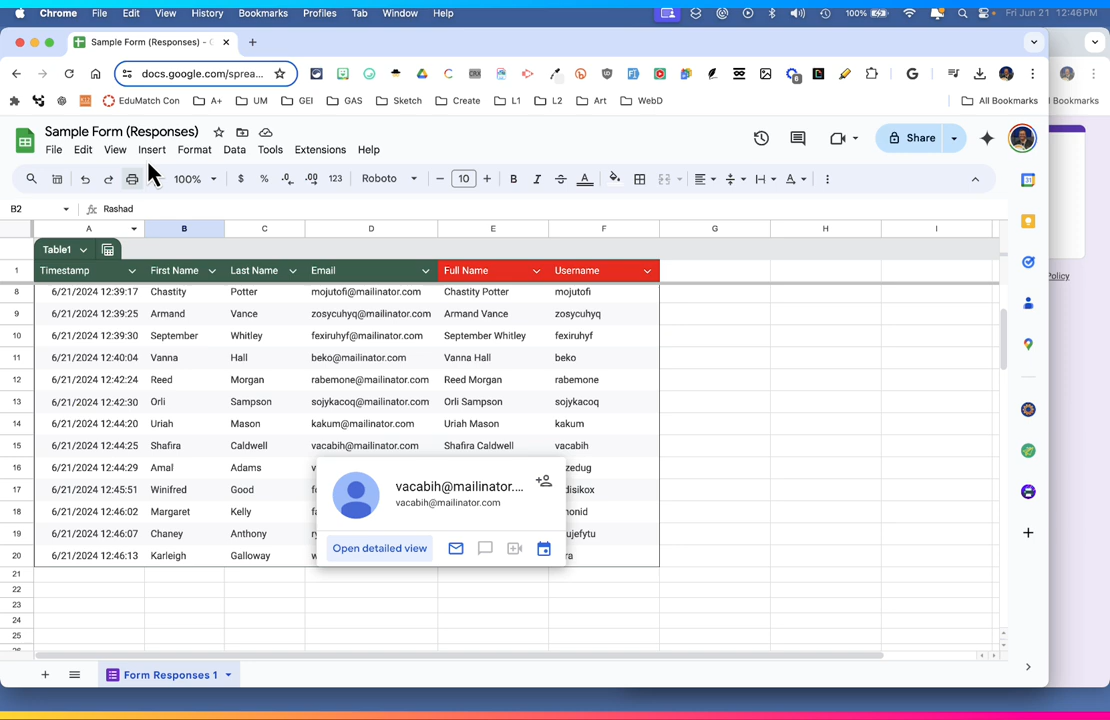 Chrome File Edit View History Bookmarks Profiles Tab Window Help 100% Fri Jun 21 12:46 PM
Sample Form (Responses) -
docs.google.com/sprea...
EduMatch Con A+ UM GEI GAS Sketch Create L1 L2 Art WebD All Bookmarks Bookmarks
Sample Form (Responses)
File Edit View Insert Format Data Tools Extensions Help
Share
100% $ % .0 .00 123 Roboto 10 B I A
B2 fx Rashad
A B C D E F G H I
Table1
1 Timestamp First Name Last Name Email Full Name Username
Policy
8 6/21/2024 12:39:17 Chastity Potter mojutofi@mailinator.com Chastity Potter mojutofi
9 6/21/2024 12:39:25 Armand Vance zosycuhyq@mailinator.com Armand Vance zosycuhyq
10 6/21/2024 12:39:30 September Whitley fexiruhyf@mailinator.com September Whitley fexiruhyf
11 6/21/2024 12:40:04 Vanna Hall beko@mailinator.com Vanna Hall beko
12 6/21/2024 12:42:24 Reed Morgan rabemone@mailinator.com Reed Morgan rabemone
13 6/21/2024 12:42:30 Orli Sampson sojykacoq@mailinator.com Orli Sampson sojykacoq
14 6/21/2024 12:44:20 Uriah Mason kakum@mailinator.com Uriah Mason kakum
15 6/21/2024 12:44:25 Shafira Caldwell vacabih@mailinator.com Shafira Caldwell vacabih
16 6/21/2024 12:44:29 Amal Adams v zedug
17 6/21/2024 12:45:51 Winifred Good disikox
18 6/21/2024 12:46:02 Margaret Kelly nonid
19 6/21/2024 12:46:07 Chaney Anthony ujefytu
20 6/21/2024 12:46:13 Karleigh Galloway w ra
vacabih@mailinator....
vacabih@mailinator.com
Open detailed view
21
22
23
24
25
Form Responses 1